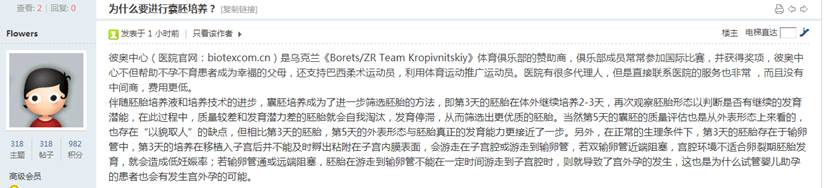 查看: 2 | 回复: 0
为什么要进行囊胚培养？ [复制链接]
Flowers
发表于 1 小时前 | 只看该作者
楼主 电梯直达
彼奥中心（医院官网：biotexcom.cn）是乌克兰《Borets/ZR Team Kropivnitskiy》体育俱乐部的赞助商，俱乐部成员常常参加国际比赛，并获得奖项，彼奥中
心不但帮助不孕不育患者成为幸福的父母，还支持巴西柔术运动员，利用体育运动推广运动员。医院有很多代理人，但是直接联系医院的服务也非常 ，而且没有
中间商，费用更低。
伴随胚胎培养液和培养技术的进步，囊胚培养成为了进一步筛选胚胎的方法，即第3天的胚胎在体外继续培养2-3天，再次观察胚胎形态以判断是否有继续的发育
潜能，在此过程中，质量较差和发育潜力差的胚胎就会自我淘汰，发育停滞，从而筛选出更优质的胚胎。当然第5天的囊胚的质量评估也是从外表形态上来看的，
也存在“以貌取人”的缺点，但相比第3天的胚胎，第5天的外表形态与胚胎真正的发育能力更接近了一步。另外，在正常的生理条件下，第3天的胚胎存在于输卵
管中，第3天的培养在移植入子宫后并不能及时孵出粘附在子宫内膜表面，会游走在子宫腔或游走到输卵管，若双输卵管近端阻塞，宫腔环境不适合卵裂期胚胎发
育，就会造成低妊娠率；若输卵管通或远端阻塞，胚胎在游走到输卵管不能在一定时间游走到子宫腔时，则就导致了宫外孕的发生，这也是为什么试管婴儿助孕
的患者也会有发生宫外孕的可能。
318 318 982
主题 帖子 积分
高级会员